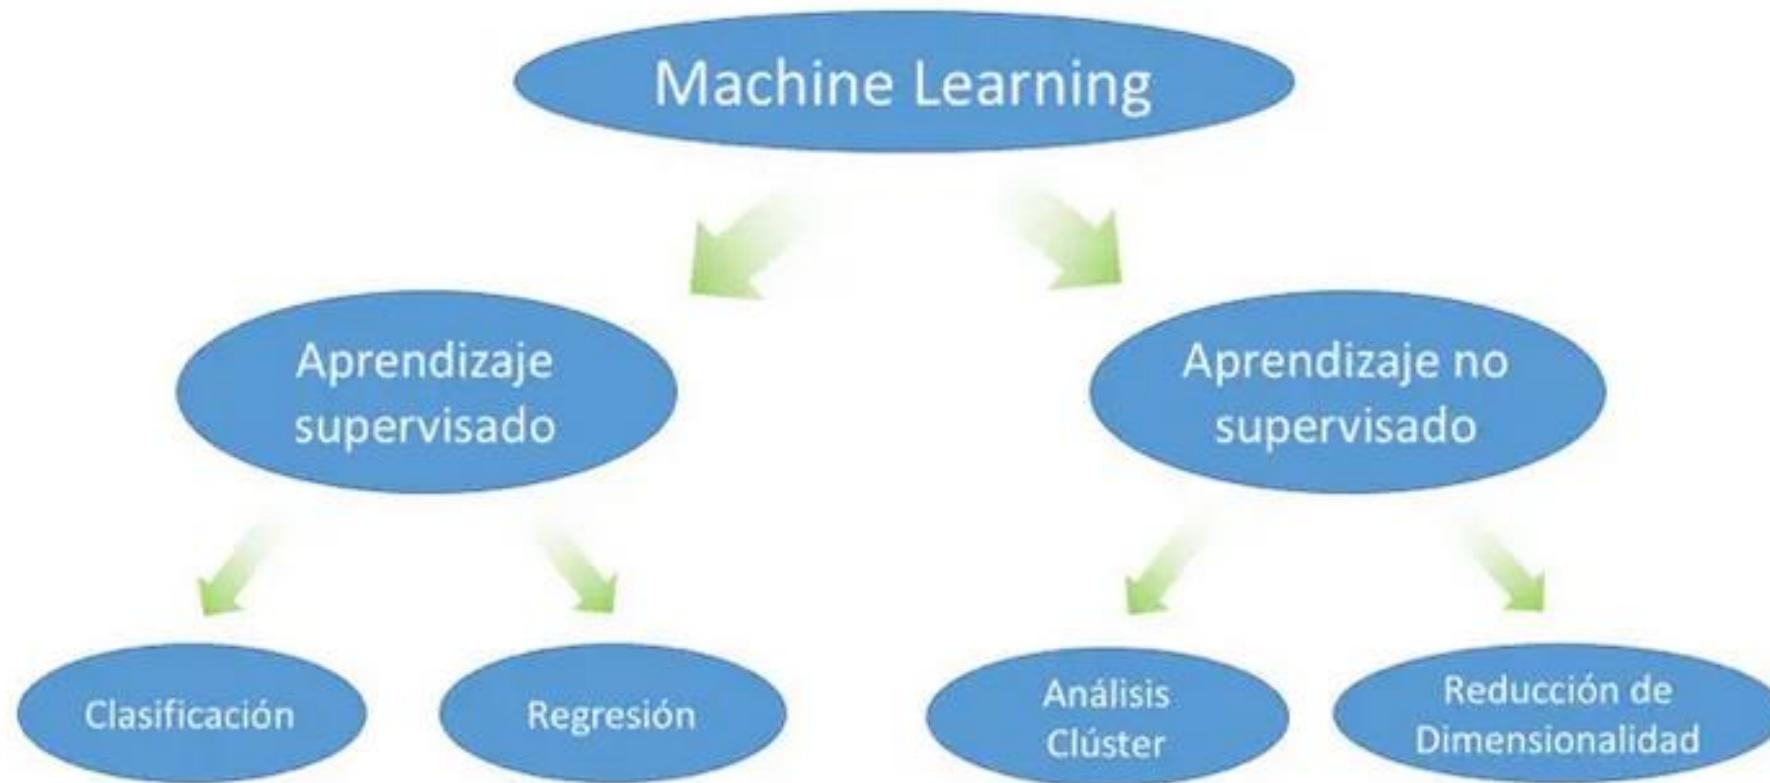 Machine Learning
Aprendizaje
supervisado
Aprendizaje no
supervisado
Clasificación
Regresión
Análisis
Clúster
Reducción de
Dimensionalidad